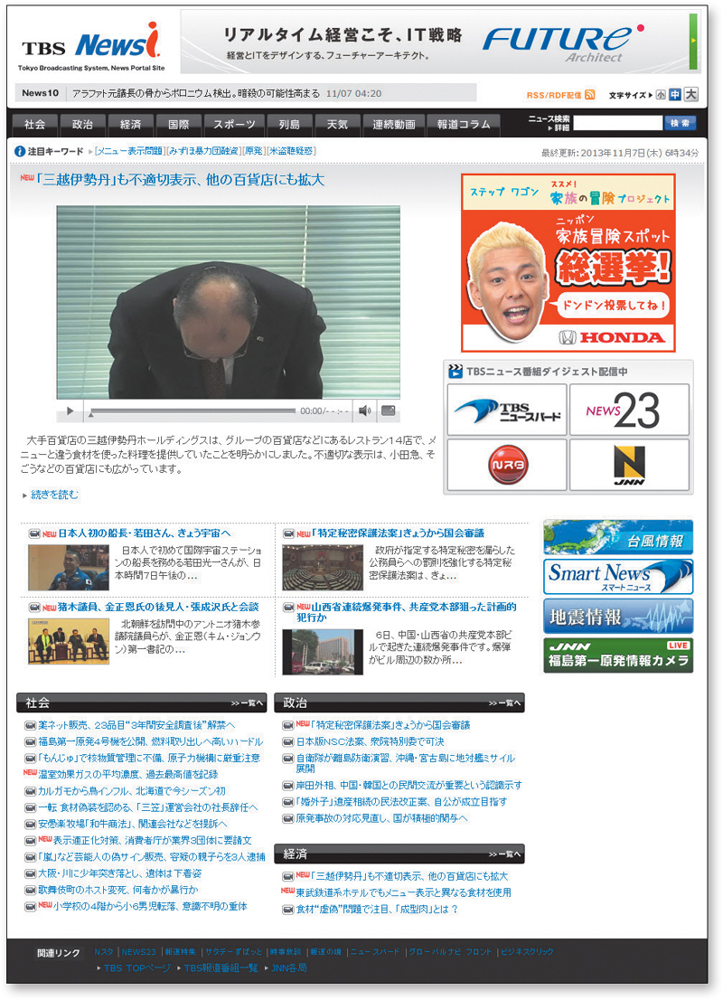 TBS News i
Tokyo Broadcasting System, News Portal Site
リアルタイム経営こそ、IT戦略
経営とITをデザインする、フューチャーアーキテクト。
FUTURE
Architect
News10 アラファト元議長の骨からポロニウム検出。暗殺の可能性高まる 11/07 04:20
RSS/RDF配信 文字サイズ▶ 小 中 大
社会 政治 経済 国際 スポーツ 列島 天気 連続動画 報道コラム
ニュース検索
▶詳細
検索
注目キーワード ▶[メニュー表示問題][みずほ暴力団融資][原発][米盗聴疑惑]
最終更新:2013年11月7日(木) 6時34分
NEW「三越伊勢丹」も不適切表示、他の百貨店にも拡大
00:00/--:--
大手百貨店の三越伊勢丹ホールディングスは、グループの百貨店などにあるレストラン14店で、メ
ニューと違う食材を使った料理を提供していたことを明らかにしました。不適切な表示は、小田急、そ
ごうなどの百貨店にも広がっています。
▶ 続きを読む
ステップ ワゴン
ススメ!
家族の冒険プロジェクト
ニッポン
家族冒険スポット
総選挙!
ドンドン投票してね!
HONDA
TBSニュース番組ダイジェスト配信中
TBS
ニュースバード
NEWS 23
NRB
N
JNN
NEW日本人初の船長・若田さん、きょう宇宙へ
日本人で初めて国際宇宙ステーショ
ンの船長を務める若田光一さんが、日
本時間7日午後の...
NEW「特定秘密保護法案」きょうから国会審議
政府が指定する特定秘密を漏らした
公務員らへの罰則を強化する特定秘
密保護法案は、きょ...
NEW猪木議員、金正恩氏の後見人・張成沢氏と会談
北朝鮮を訪問中のアントニオ猪木参
議院議員らが、金正恩(キム・ジョンウ
ン)第一書記の...
NEW山西省連続爆発事件、共産党本部狙った計画的
犯行か
6日、中国・山西省の共産党本部ビ
ルで起きた連続爆発事件です。爆弾
がビル周辺の数か所...
台風情報
Smart News
スマートニュース
地震情報
JNN LIVE
福島第一原発情報カメラ
社会 >> 一覧へ
薬ネット販売、23品目“3年間安全調査後”解禁へ
福島第一原発4号機を公開、燃料取り出しへ高いハードル
「もんじゅ」で核物質管理に不備、原子力機構に厳重注意
NEW温室効果ガスの平均濃度、過去最高値を記録
カルガモから鳥インフル、北海道で今シーズン初
一転 食材偽装を認める、「三笠」運営会社の社長辞任へ
安愚楽牧場「和牛商法」、関連会社などを提訴へ
NEW表示適正化対策、消費者庁が業界3団体に要請文
「嵐」など芸能人の偽サイン販売、容疑の親子らを3人逮捕
大阪・川に少年突き落とし、遺体は下着姿
歌舞伎町のホスト変死、何者かが暴行か
NEW小学校の4階から小6男児転落、意識不明の重体
政治 >> 一覧へ
NEW「特定秘密保護法案」きょうから国会審議
日本版NSC法案、衆院特別委で可決
自衛隊が離島防衛演習、沖縄・宮古島に地対艦ミサイル
展開
岸田外相、中国・韓国との民間交流が重要という認識示す
「婚外子」遺産相続の民法改正案、自公が成立目指す
原発事故の対応見直し、国が積極的関与へ
経済 >> 一覧へ
NEW「三越伊勢丹」も不適切表示、他の百貨店にも拡大
NEW東武鉄道系ホテルでもメニュー表示と異なる食材を使用
食材“虚偽”問題で注目、「成型肉」とは?
関連リンク
Nスタ | NEWS23 | 報道特集 | サタデーずばっと | 時事放談 | 報道の魂 | ニュースバード | グローバルナビ フロント | ビジネスクリック
▶ TBS TOPページ ▶ TBS報道番組一覧 ▶ JNN各局